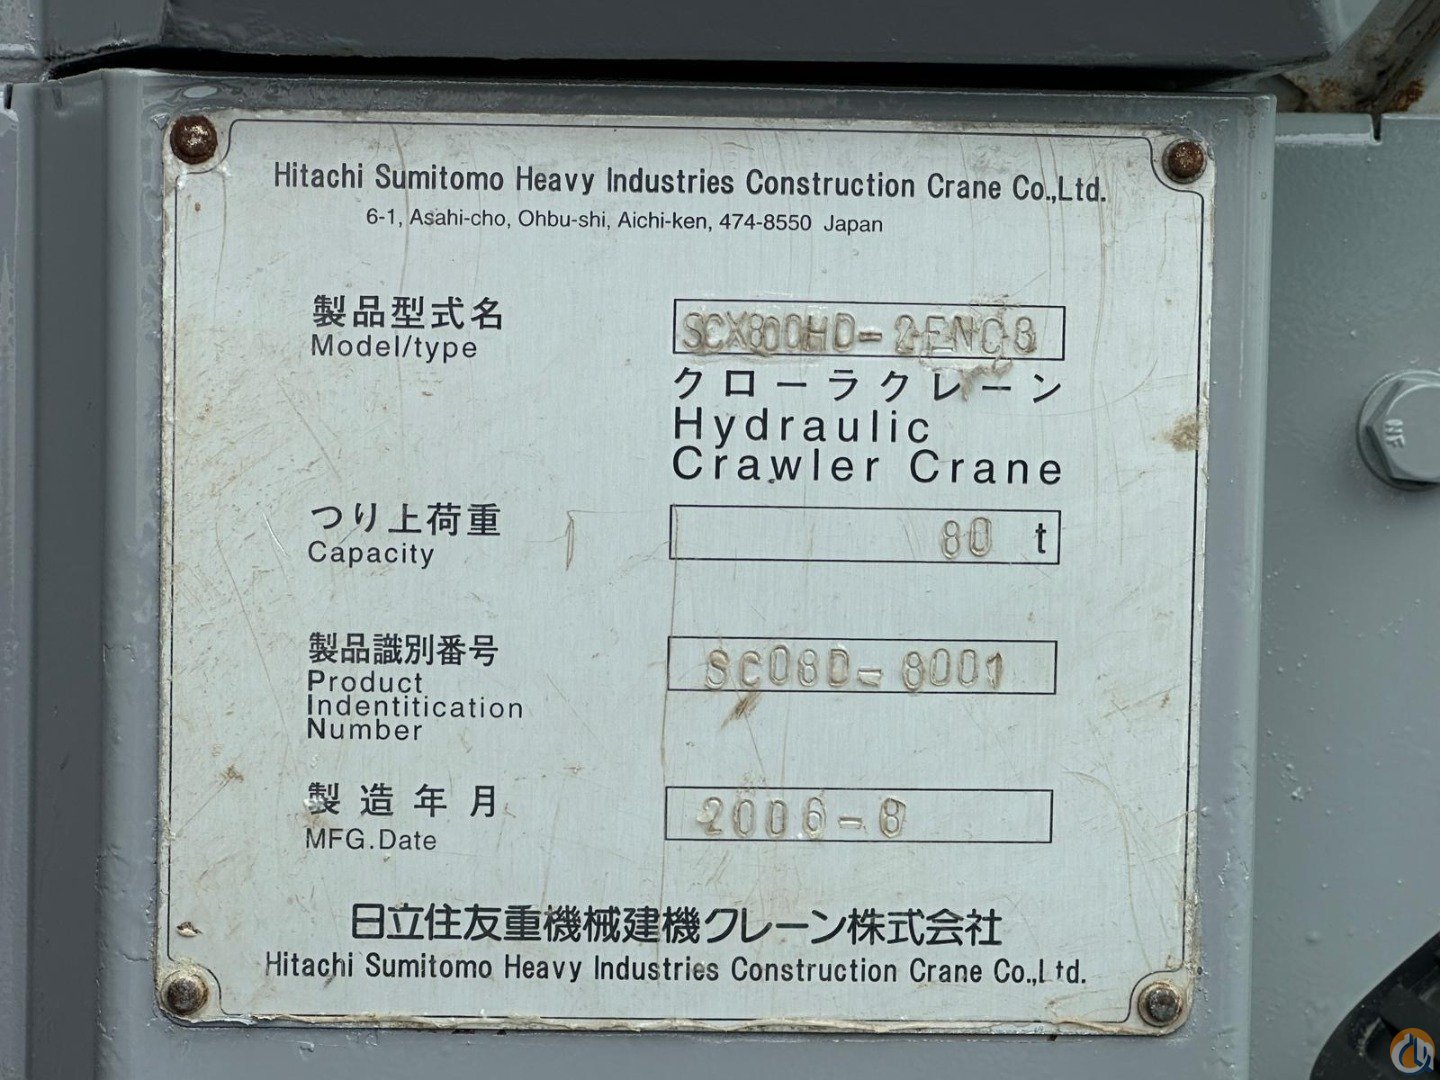 Hitachi Sumitomo Heavy Industries Construction Crane Co.,Ltd.
6-1, Asahi-cho, Ohbu-shi, Aichi-ken, 474-8550 Japan
製品型式名
Model/type
SCX800HD-2ENC8
クローラクレーン
Hydraulic
Crawler Crane
つり上荷重
Capacity
80 t
製品識別番号
Product
Indentitication
Number
SC08D-8001
製造年月
MFG.Date
2006-8
日立住友重機械建機クレーン株式会社
Hitachi Sumitomo Heavy Industries Construction Crane Co.,Ltd.
NF